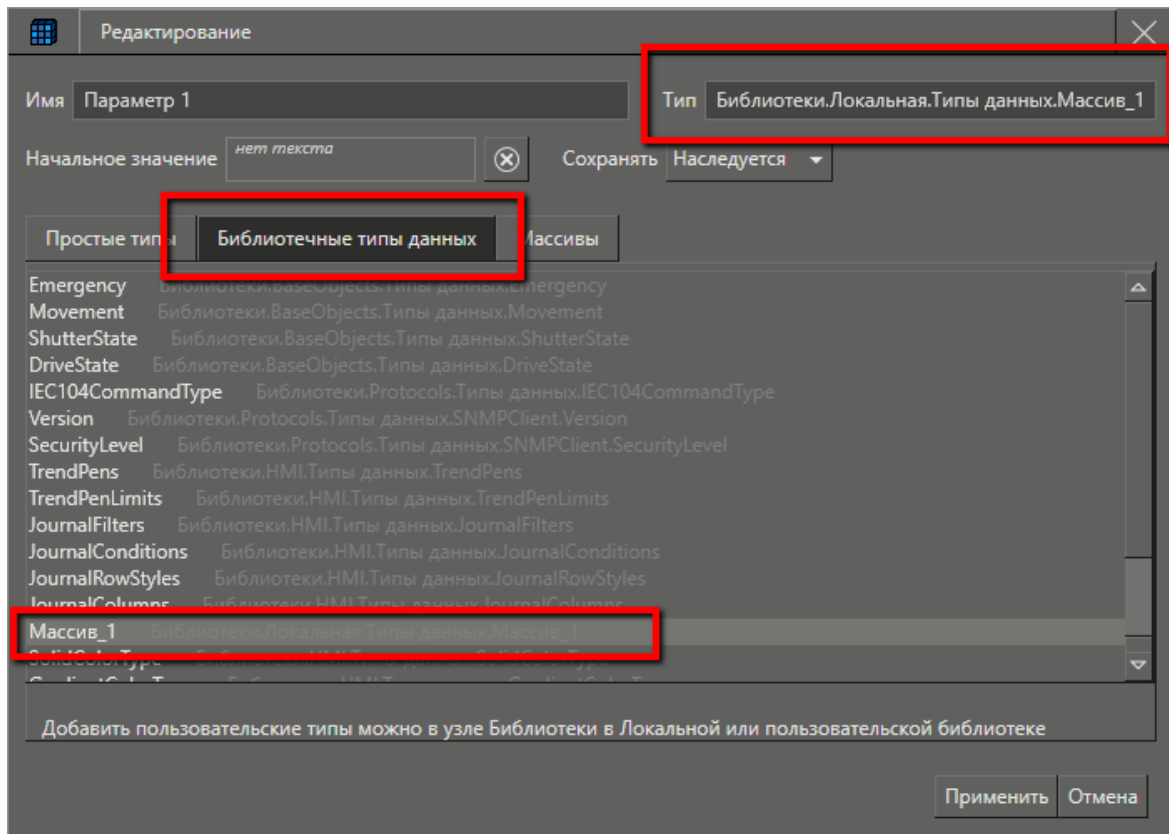 Редактирование
Имя Параметр 1 Тип Библиотеки.Локальная.Типы данных.Массив_1
Начальное значение нет текста Сохранять Наследуется
Простые типы Библиотечные типы данных Массивы
Emergency Библиотеки.BaseObjects.Типы данных.Emergency
Movement Библиотеки.BaseObjects.Типы данных.Movement
ShutterState Библиотеки.BaseObjects.Типы данных.ShutterState
DriveState Библиотеки.BaseObjects.Типы данных.DriveState
IEC104CommandType Библиотеки.Protocols.Типы данных.IEC104CommandType
Version Библиотеки.Protocols.Типы данных.SNMPClient.Version
SecurityLevel Библиотеки.Protocols.Типы данных.SNMPClient.SecurityLevel
TrendPens Библиотеки.HMI.Типы данных.TrendPens
TrendPenLimits Библиотеки.HMI.Типы данных.TrendPenLimits
JournalFilters Библиотеки.HMI.Типы данных.JournalFilters
JournalConditions Библиотеки.HMI.Типы данных.JournalConditions
JournalRowStyles Библиотеки.HMI.Типы данных.JournalRowStyles
JournalColumns Библиотеки.HMI.Типы данных.JournalColumns
Массив_1 Библиотеки.Локальная.Типы данных.Массив_1
SolidColorType Библиотеки.HMI.Типы данных.SolidColorType
Добавить пользовательские типы можно в узле Библиотеки в Локальной или пользовательской библиотеке
Применить Отмена